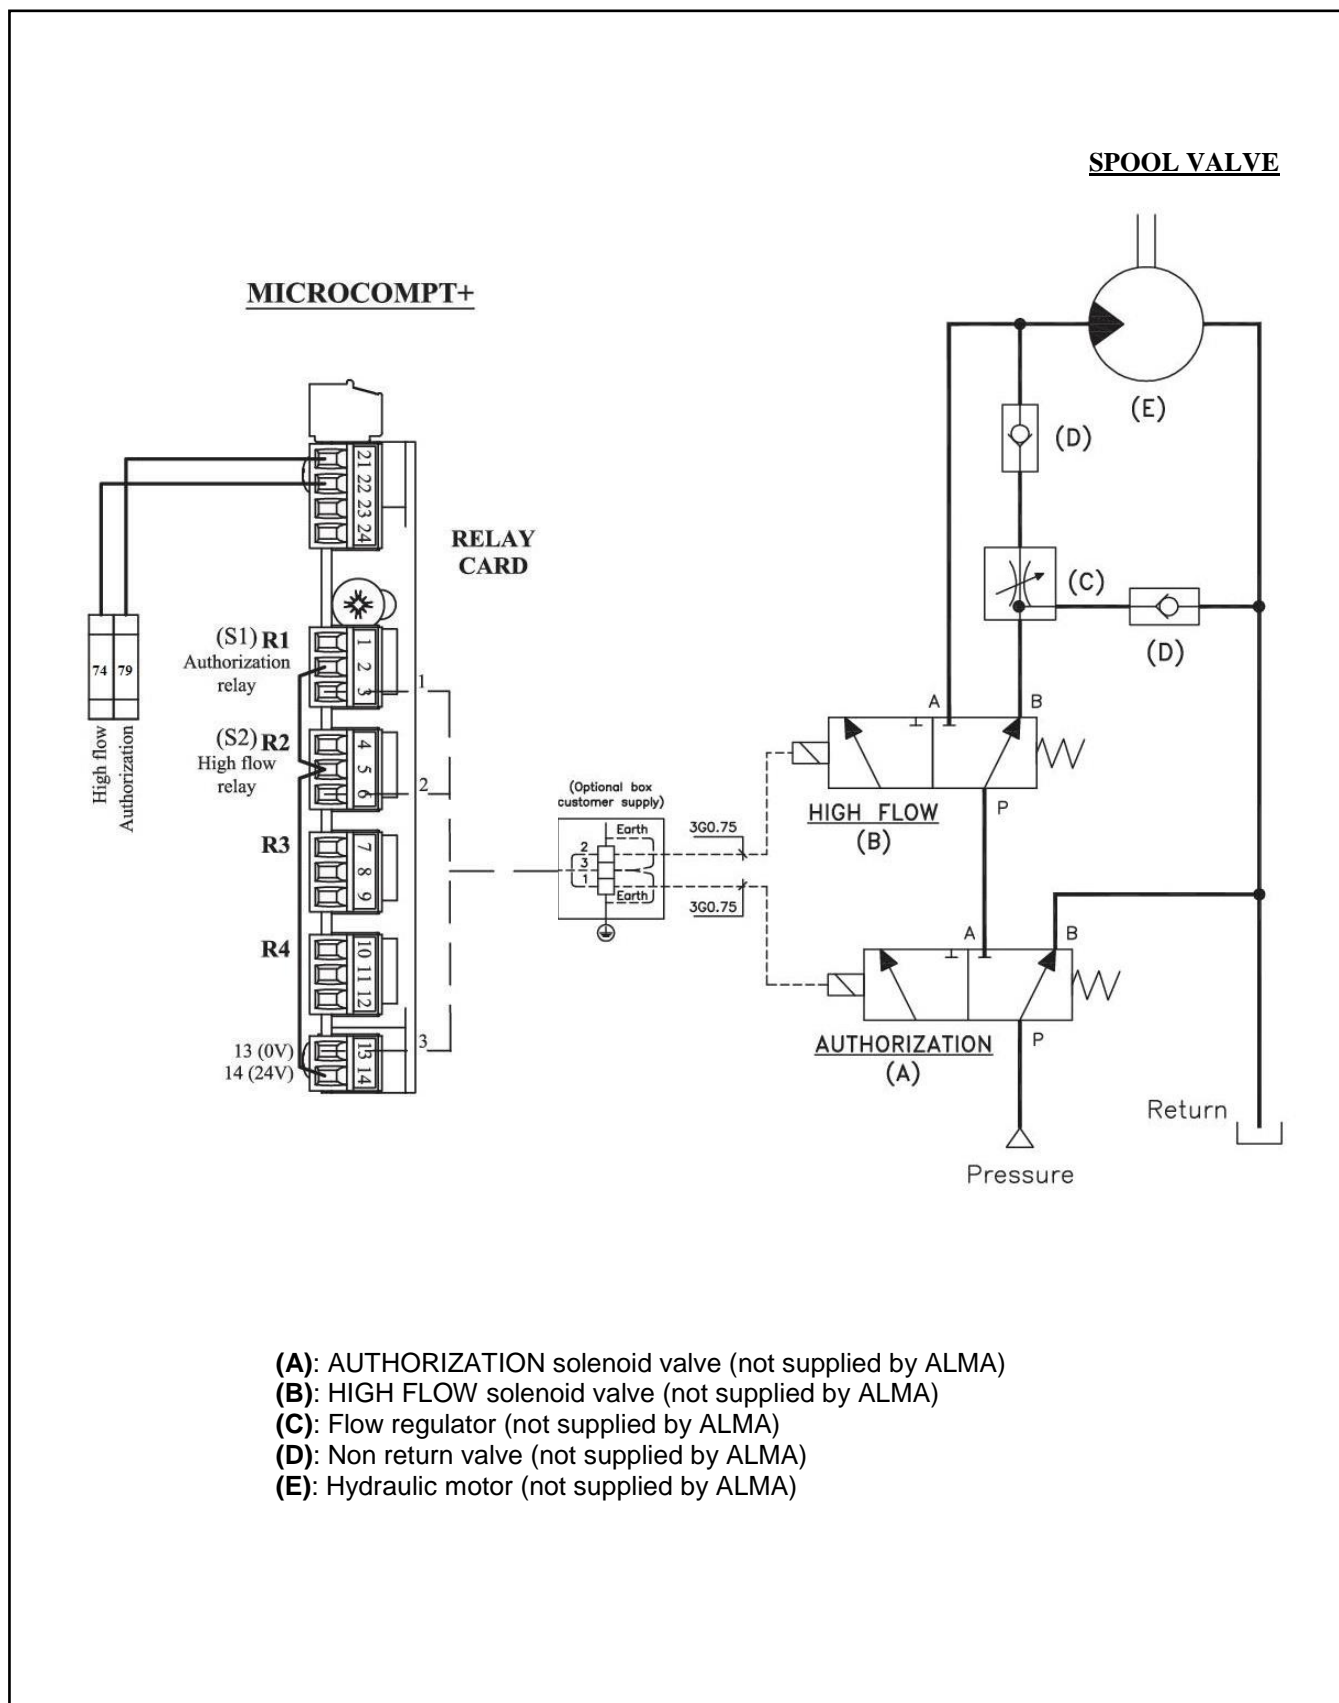 SPOOL VALVE
MICROCOMPT+
(E)
(D)
21
22
23
24
RELAY
CARD
(C)
(D)
(S1) R1
Authorization
relay
1
2
3
1
74
79
High flow
Authorization
A
B
(S2) R2
High flow
relay
4
5
6
2
(Optional box
customer supply)
P
HIGH FLOW
(B)
Earth
2
3
1
Earth
3G0.75
3G0.75
R3
7
8
9
R4
10
11
12
A
B
13 (0V)
14 (24V)
13
14
3
P
AUTHORIZATION
(A)
Return
Pressure
(A): AUTHORIZATION solenoid valve (not supplied by ALMA)
(B): HIGH FLOW solenoid valve (not supplied by ALMA)
(C): Flow regulator (not supplied by ALMA)
(D): Non return valve (not supplied by ALMA)
(E): Hydraulic motor (not supplied by ALMA)